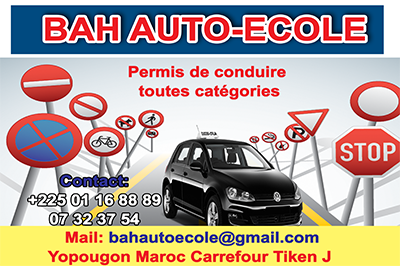 BAH AUTO-ECOLE
Permis de conduire
toutes catégories
STOP
Contact:
+225 01 16 88 89
07 32 37 54
Mail: bahautoecole@gmail.com
Yopougon Maroc Carrefour Tiken J